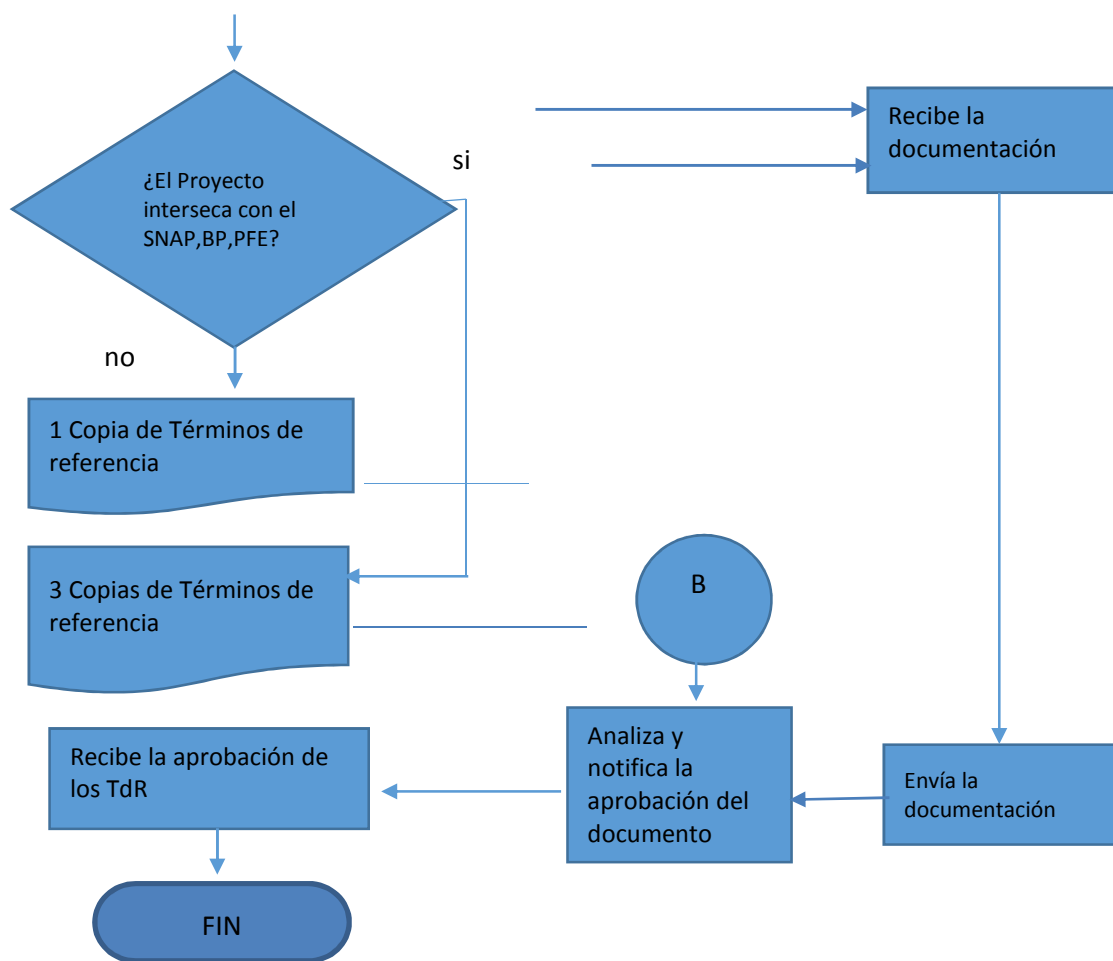 ¿El Proyecto
interseca con el
SNAP,BP,PFE?
si
no
Recibe la
documentación
1 Copia de Términos de
referencia
3 Copias de Términos de
referencia
B
Recibe la aprobación de
los TdR
Analiza y
notifica la
aprobación del
documento
Envía la
documentación
FIN